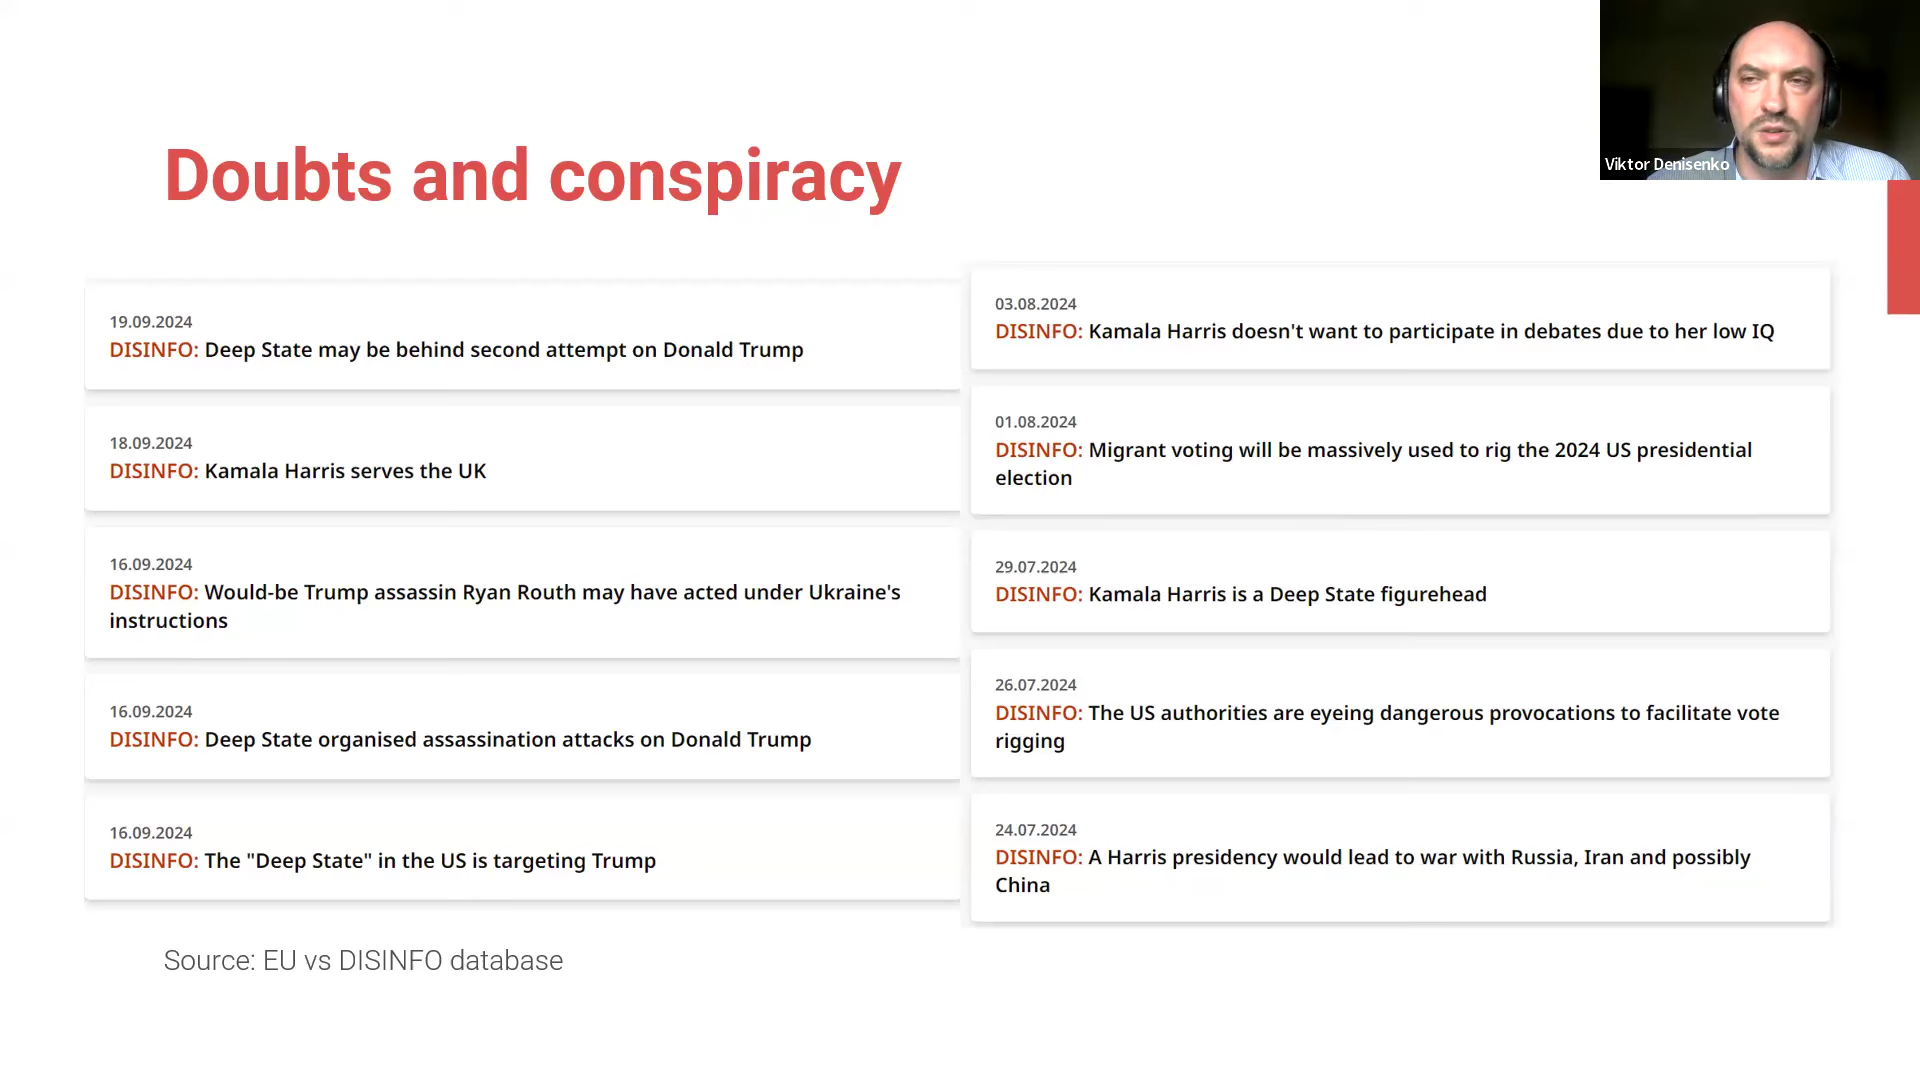 Viktor Denisenko
Doubts and conspiracy
19.09.2024
DISINFO: Deep State may be behind second attempt on Donald Trump
18.09.2024
DISINFO: Kamala Harris serves the UK
16.09.2024
DISINFO: Would-be Trump assassin Ryan Routh may have acted under Ukraine's
instructions
16.09.2024
DISINFO: Deep State organised assassination attacks on Donald Trump
16.09.2024
DISINFO: The "Deep State" in the US is targeting Trump
03.08.2024
DISINFO: Kamala Harris doesn't want to participate in debates due to her low IQ
01.08.2024
DISINFO: Migrant voting will be massively used to rig the 2024 US presidential
election
29.07.2024
DISINFO: Kamala Harris is a Deep State figurehead
26.07.2024
DISINFO: The US authorities are eyeing dangerous provocations to facilitate vote
rigging
24.07.2024
DISINFO: A Harris presidency would lead to war with Russia, Iran and possibly
China
Source: EU vs DISINFO database